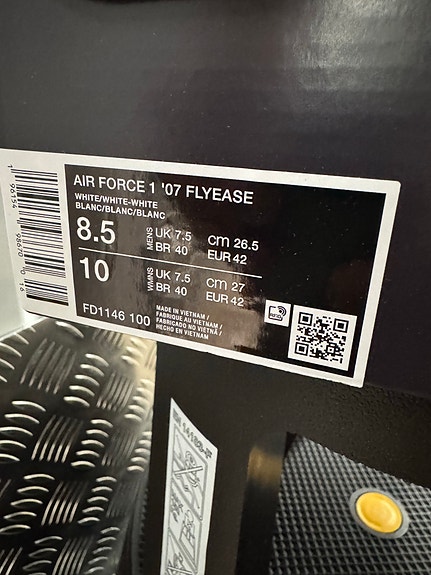 AIR FORCE 1 '07 FLYEASE
WHITE/WHITE-WHITE
BLANC/BLANC/BLANC
8.5 MENS UK 7.5 cm 26.5
BR 40 EUR 42
10 WMNS UK 7.5 cm 27
BR 40 EUR 42
FD1146 100
MADE IN VIETNAM /
FABRIQUE AU VIETNAM /
FABRICADO NO VIETNÃ /
HECHO EN VIETNAM